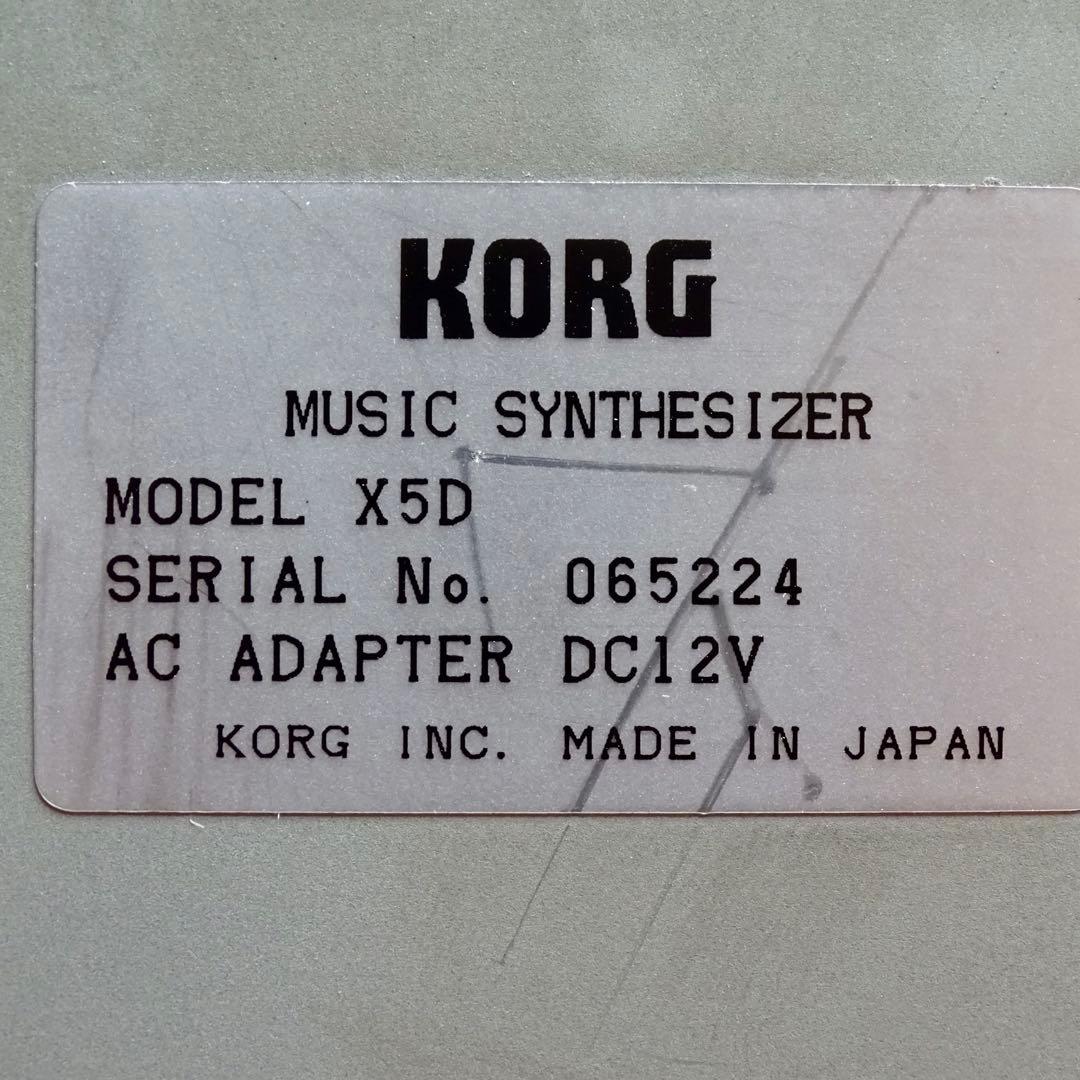 KORG
MUSIC SYNTHESIZER
MODEL X5D
SERIAL No. 065224
AC ADAPTER DC12V
KORG INC. MADE IN JAPAN